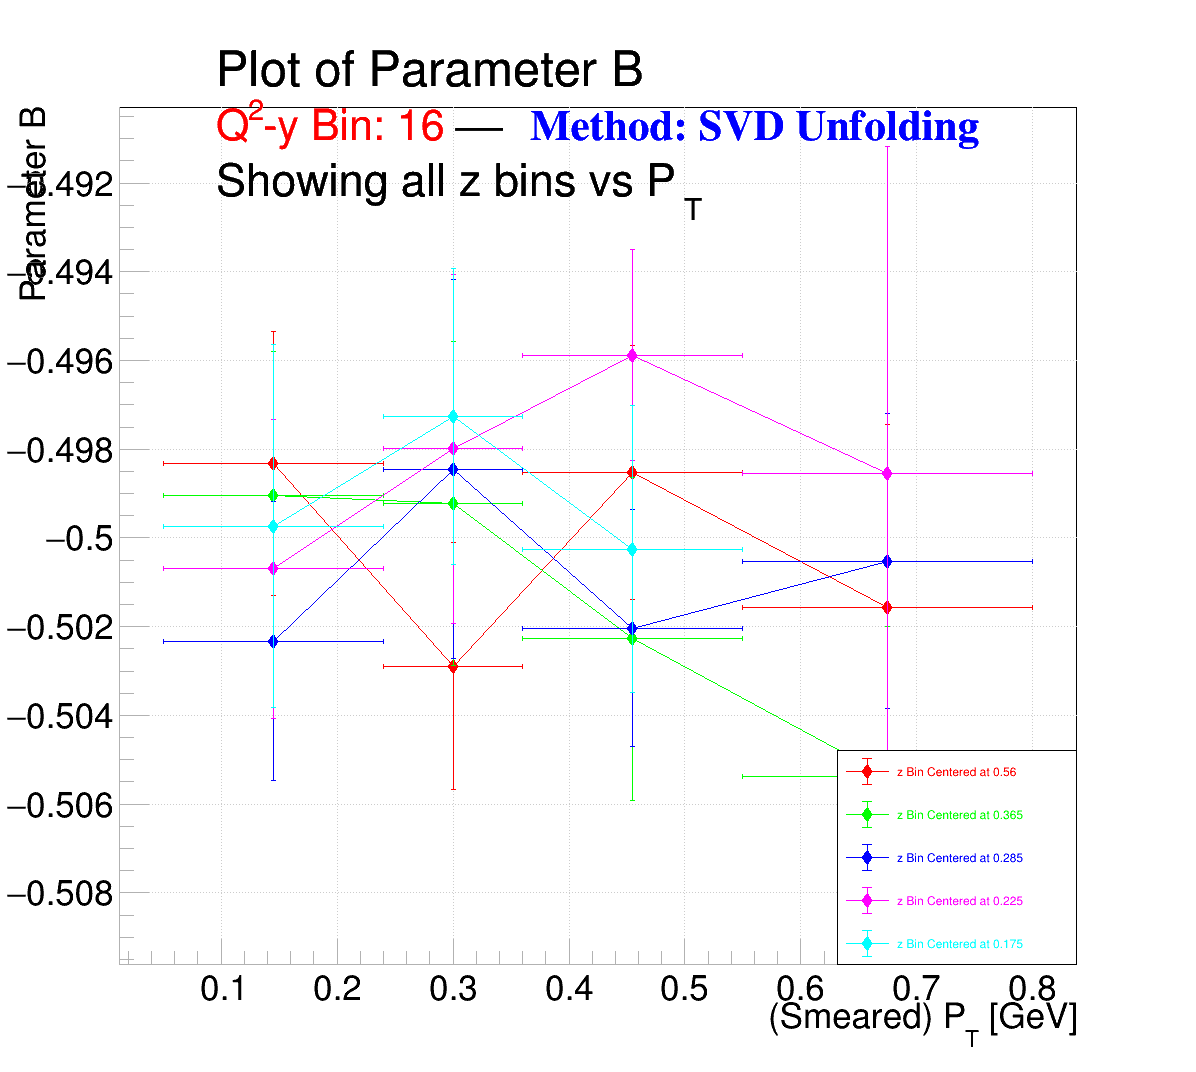 Plot of Parameter B
Q2-y Bin: 16 — Method: SVD Unfolding
Showing all z bins vs PT
Parameter B
−0.492
−0.494
−0.496
−0.498
−0.5
−0.502
−0.504
−0.506
−0.508
z Bin Centered at 0.56
z Bin Centered at 0.365
z Bin Centered at 0.285
z Bin Centered at 0.225
z Bin Centered at 0.175
0.1 0.2 0.3 0.4 0.5 0.6 0.7 0.8
(Smeared) PT [GeV]